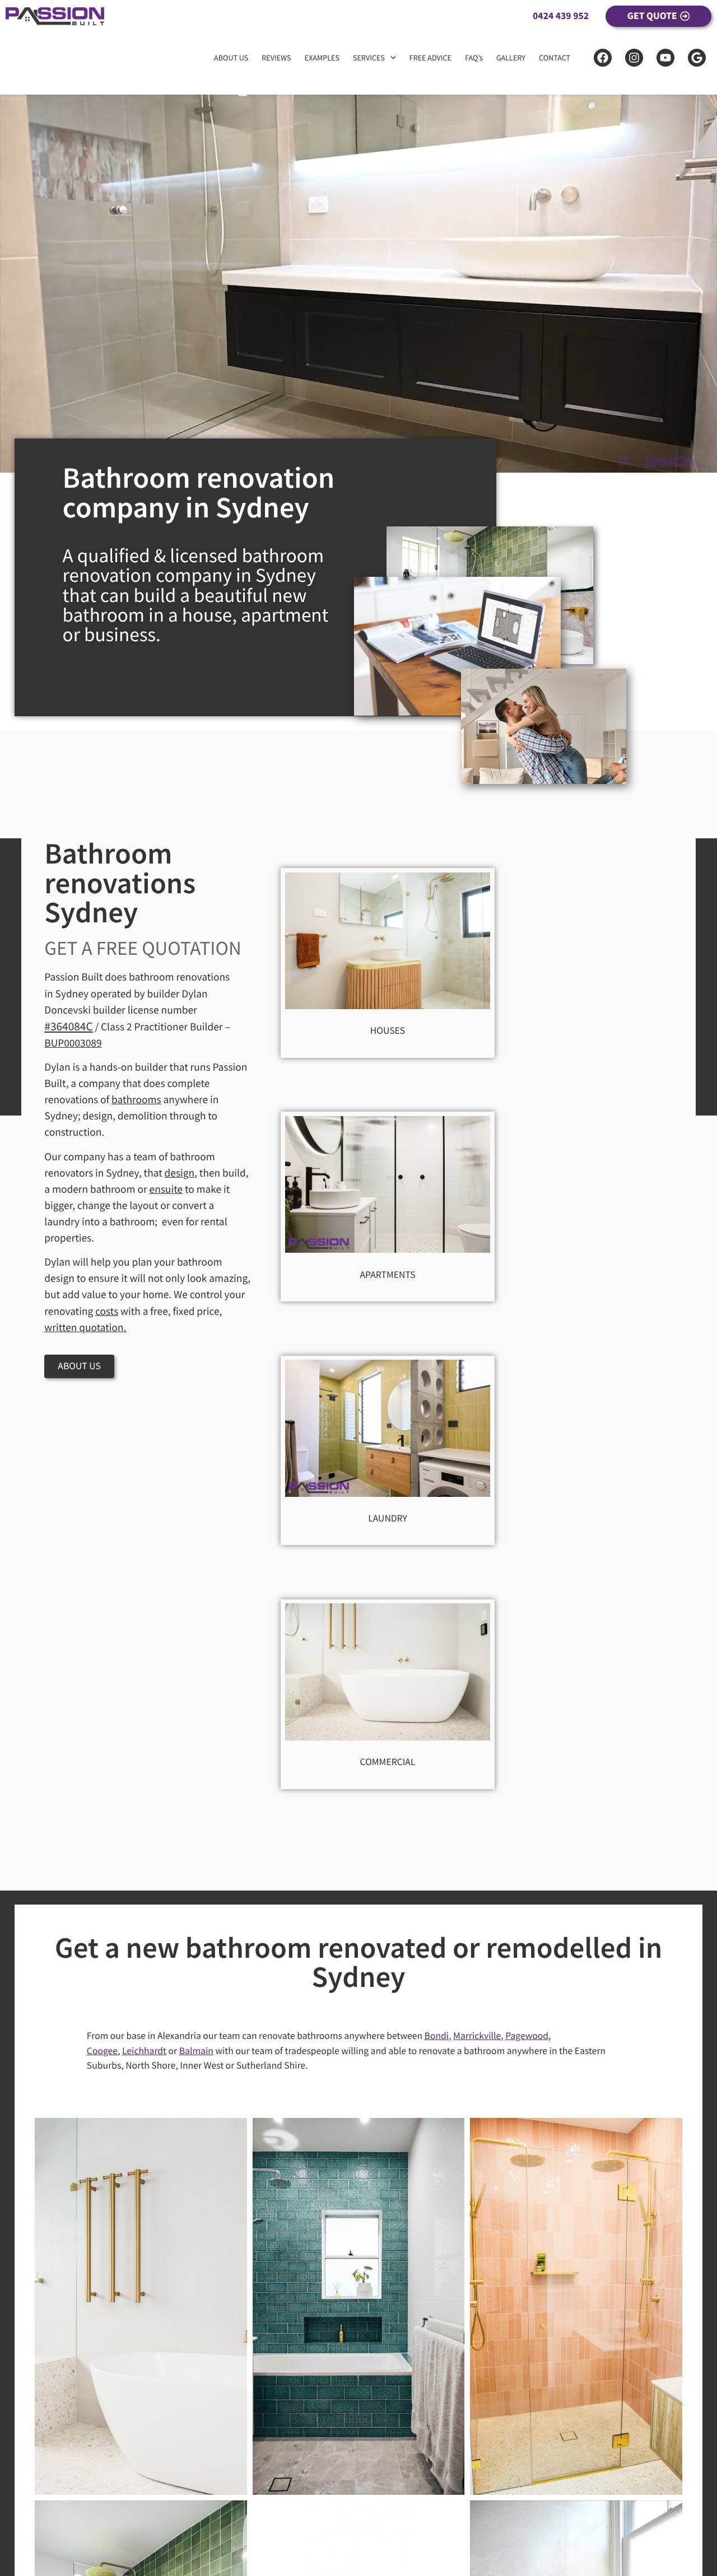 PASSION
BUILT
0424 439 952
GET QUOTE
ABOUT US
REVIEWS
EXAMPLES
SERVICES
FREE ADVICE
FAQ's
GALLERY
CONTACT
Bathroom renovation
company in Sydney
A qualified & licensed bathroom
renovation company in Sydney
that can build a beautiful new
bathroom in a house, apartment
or business.
Bathroom
renovations
Sydney
GET A FREE QUOTATION
Passion Built does bathroom renovations
in Sydney operated by builder Dylan
Doncevski builder license number
#364084C / Class 2 Practitioner Builder –
BUP0003089
Dylan is a hands-on builder that runs Passion
Built, a company that does complete
renovations of bathrooms anywhere in
Sydney; design, demolition through to
construction.
Our company has a team of bathroom
renovators in Sydney, that design, then build,
a modern bathroom or ensuite to make it
bigger, change the layout or convert a
laundry into a bathroom;  even for rental
properties.
Dylan will help you plan your bathroom
design to ensure it will not only look amazing,
but add value to your home. We control your
renovating costs with a free, fixed price,
written quotation.
ABOUT US
HOUSES
PASSION
BUILT
APARTMENTS
PASSION
BUILT
LAUNDRY
COMMERCIAL
Get a new bathroom renovated or remodelled in
Sydney
From our base in Alexandria our team can renovate bathrooms anywhere between Bondi, Marrickville, Pagewood,
Coogee, Leichhardt or Balmain with our team of tradespeople willing and able to renovate a bathroom anywhere in the Eastern
Suburbs, North Shore, Inner West or Sutherland Shire.